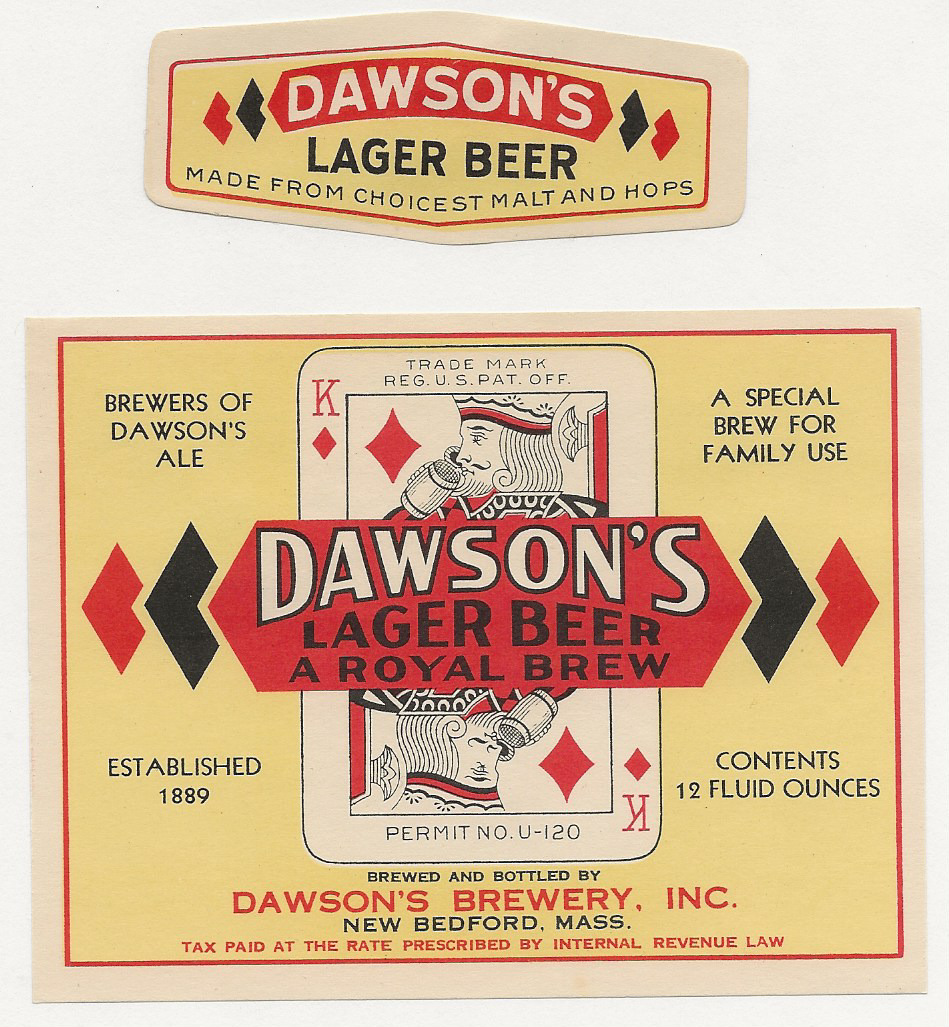 DAWSON'S
LAGER BEER
MADE FROM CHOICEST MALT AND HOPS
TRADE MARK
REG. U.S. PAT. OFF.
K
BREWERS OF
DAWSON'S
ALE
A SPECIAL
BREW FOR
FAMILY USE
DAWSON'S
LAGER BEER
A ROYAL BREW
ESTABLISHED
1889
CONTENTS
12 FLUID OUNCES
K
PERMIT NO. U-120
BREWED AND BOTTLED BY
DAWSON'S BREWERY, INC.
NEW BEDFORD, MASS.
TAX PAID AT THE RATE PRESCRIBED BY INTERNAL REVENUE LAW